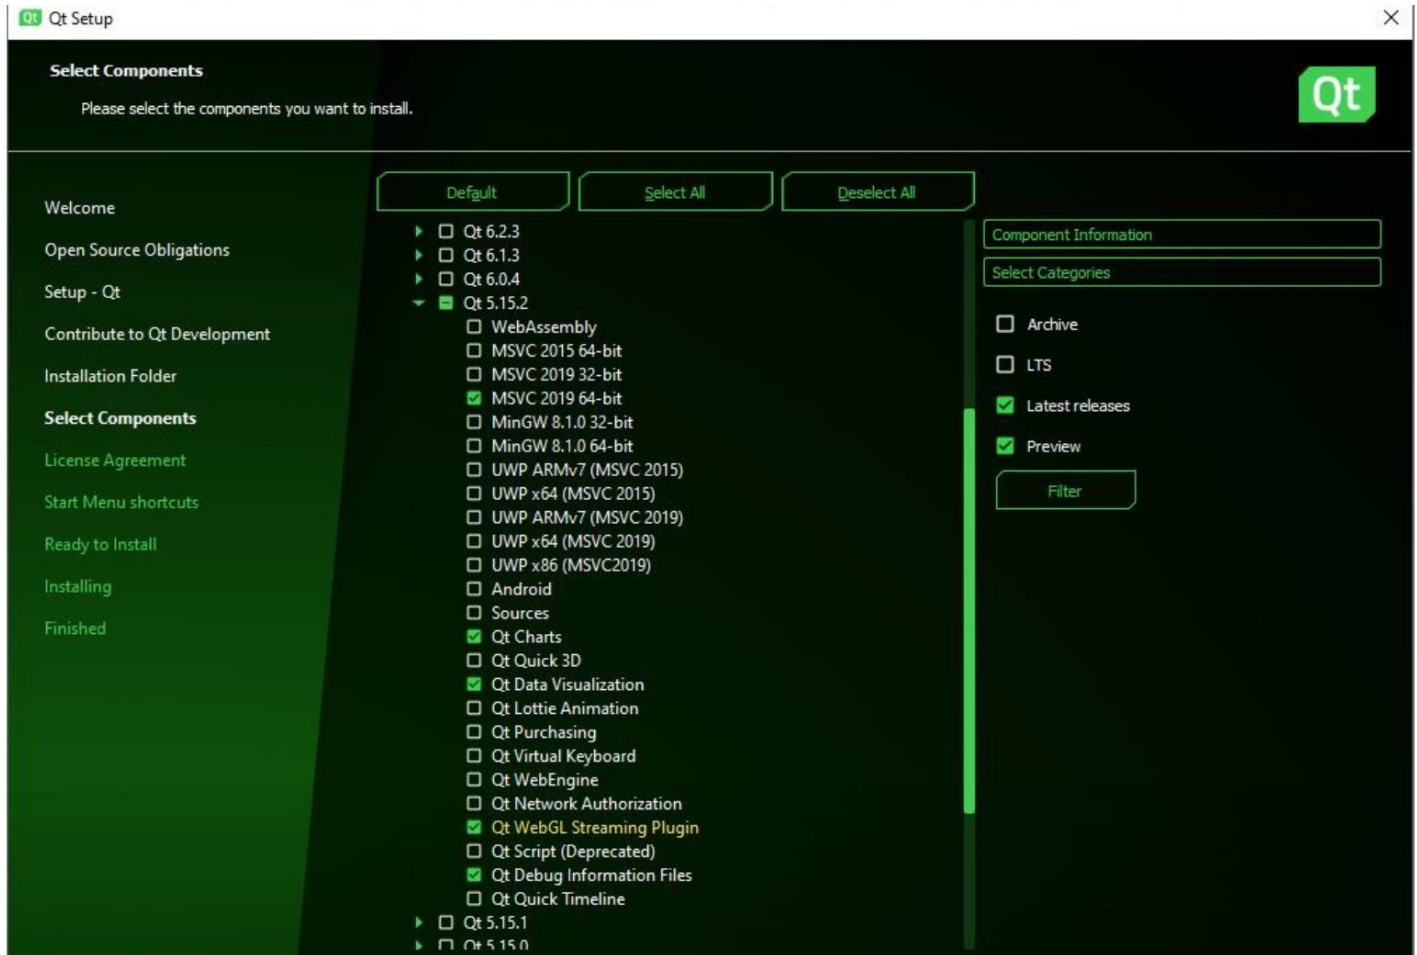 Qt Qt Setup
Select Components
Please select the components you want to install.
Qt
Welcome
Open Source Obligations
Setup - Qt
Contribute to Qt Development
Installation Folder
Select Components
License Agreement
Start Menu shortcuts
Ready to Install
Installing
Finished
Default Select All Deselect All
Qt 6.2.3
Qt 6.1.3
Qt 6.0.4
Qt 5.15.2
WebAssembly
MSVC 2015 64-bit
MSVC 2019 32-bit
MSVC 2019 64-bit
MinGW 8.1.0 32-bit
MinGW 8.1.0 64-bit
UWP ARMv7 (MSVC 2015)
UWP x64 (MSVC 2015)
UWP ARMv7 (MSVC 2019)
UWP x64 (MSVC 2019)
UWP x86 (MSVC2019)
Android
Sources
Qt Charts
Qt Quick 3D
Qt Data Visualization
Qt Lottie Animation
Qt Purchasing
Qt Virtual Keyboard
Qt WebEngine
Qt Network Authorization
Qt WebGL Streaming Plugin
Qt Script (Deprecated)
Qt Debug Information Files
Qt Quick Timeline
Qt 5.15.1
Qt 5.15.0
Component Information
Select Categories
Archive
LTS
Latest releases
Preview
Filter